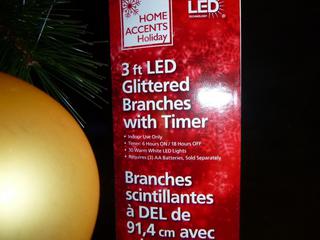 HOME
ACCENTS
Holiday
LED
TECHNOLOGY
3 ft LED
Glittered
Branches
with Timer
• Indoor Use Only
• Timer: 6 Hours ON / 18 Hours OFF
• 30 Warm White LED Lights
• Requires (3) AA Batteries, Sold Separately
Branches
scintillantes
à DEL de
91,4 cm avec